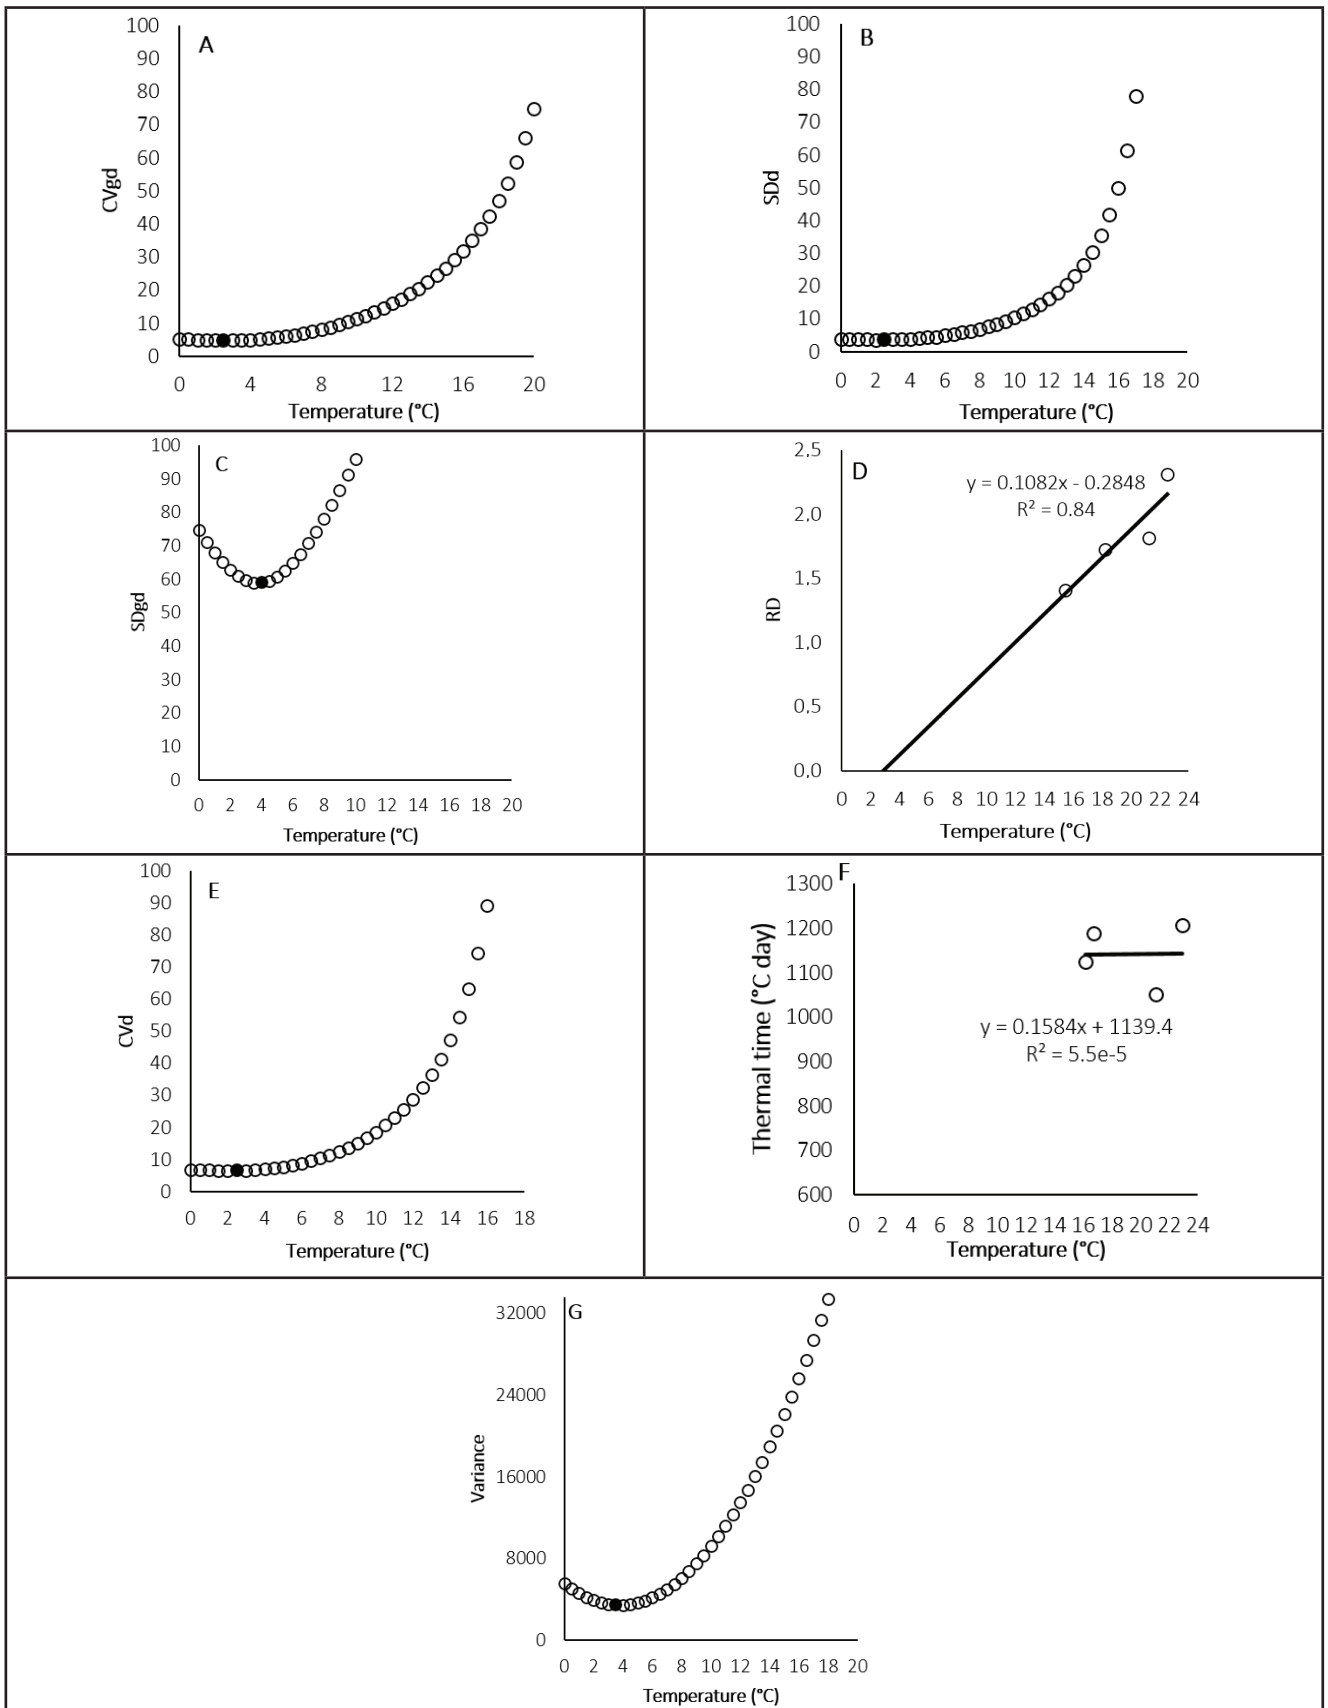 A
CVgd
100
90
80
70
60
50
40
30
20
10
0
0 4 8 12 16 20
Temperature (°C)
B
SDd
100
90
80
70
60
50
40
30
20
10
0
0 2 4 6 8 10 12 14 16 18 20
Temperature (°C)
C
SDgd
100
90
80
70
60
50
40
30
20
10
0
0 2 4 6 8 10 12 14 16 18 20
Temperature (°C)
D
RD
2,5
2,0
1,5
1,0
0,5
0,0
y = 0.1082x - 0.2848
R² = 0.84
0 2 4 6 8 10 12 14 16 18 20 22 24
Temperature (°C)
E
CVd
100
90
80
70
60
50
40
30
20
10
0
0 2 4 6 8 10 12 14 16 18
Temperature (°C)
F
Thermal time (°C day)
1300
1200
1100
1000
900
800
700
600
y = 0.1584x + 1139.4
R² = 5.5e-5
0 2 4 6 8 10 12 14 16 18 20 22 24
Temperature (°C)
G
Variance
32000
24000
16000
8000
0
0 2 4 6 8 10 12 14 16 18 20
Temperature (°C)